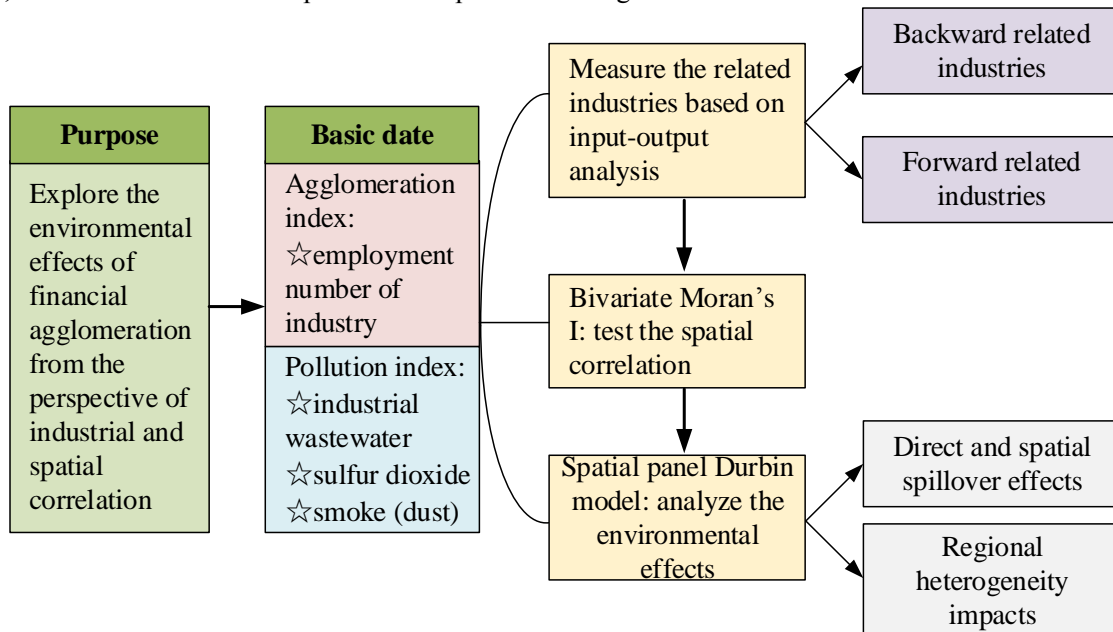 Purpose
Explore the
environmental
effects of
financial
agglomeration
from the
perspective of
industrial and
spatial
correlation
Basic date
Agglomeration
index:
☆employment
number of
industry
Pollution index:
☆industrial
wastewater
☆sulfur dioxide
☆smoke (dust)
Measure the related
industries based on
input-output
analysis
Bivariate Moran’s
I: test the spatial
correlation
Spatial panel Durbin
model: analyze the
environmental
effects
Backward related
industries
Forward related
industries
Direct and spatial
spillover effects
Regional
heterogeneity
impacts